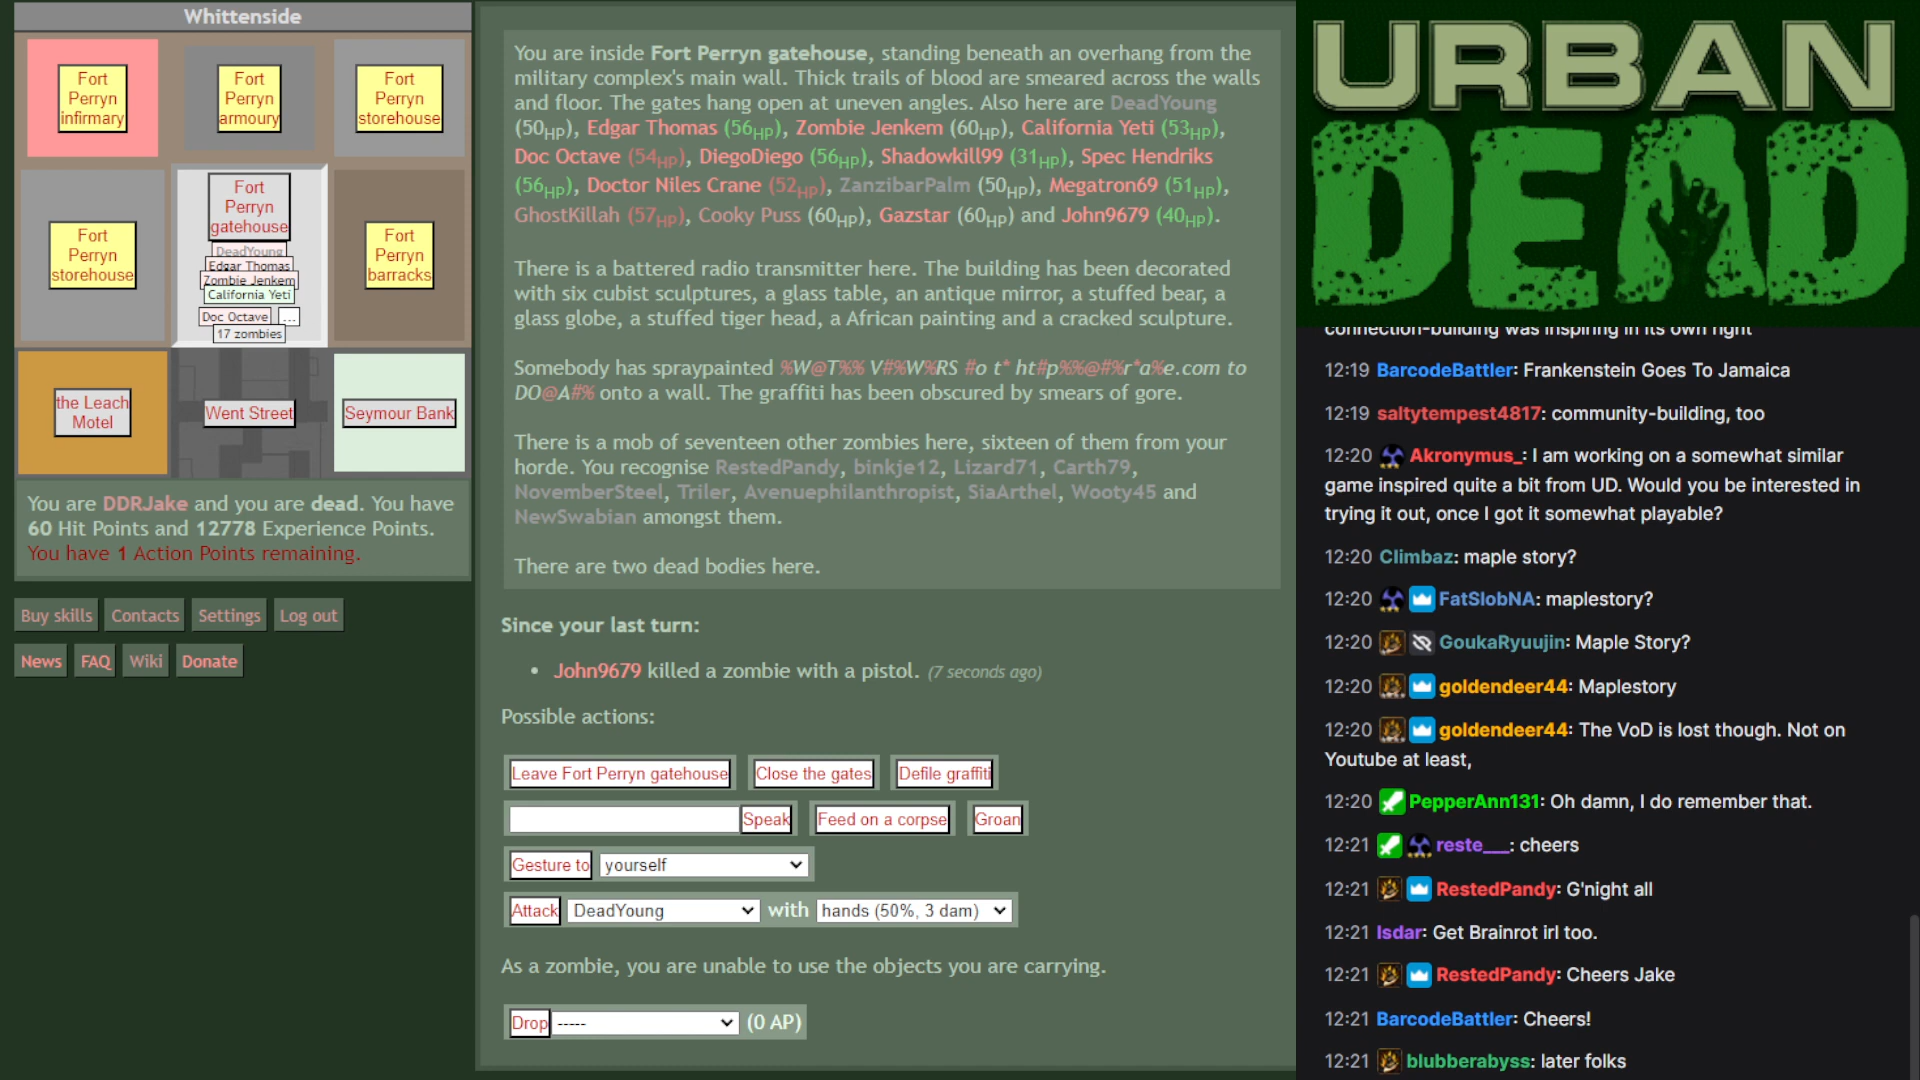 Whittenside
Fort Perryn infirmary
Fort Perryn armoury
Fort Perryn storehouse
Fort Perryn storehouse
Fort Perryn gatehouse
DeadYoung
Edgar Thomas
Zombie Jenkem
California Yeti
Doc Octave
...
17 zombies
Fort Perryn barracks
the Leach Motel
Went Street
Seymour Bank
You are DDRJake and you are dead. You have
60 Hit Points and 12778 Experience Points.
You have 1 Action Points remaining.
Buy skills
Contacts
Settings
Log out
News
FAQ
Wiki
Donate
You are inside Fort Perryn gatehouse, standing beneath an overhang from the
military complex's main wall. Thick trails of blood are smeared across the walls
and floor. The gates hang open at uneven angles. Also here are DeadYoung
(50HP), Edgar Thomas (56HP), Zombie Jenkem (60HP), California Yeti (53HP),
Doc Octave (54HP), DiegoDiego (56HP), Shadowkill99 (31HP), Spec Hendriks
(56HP), Doctor Niles Crane (52HP), ZanzibarPalm (50HP), Megatron69 (51HP),
GhostKillah (57HP), Cooky Puss (60HP), Gazstar (60HP) and John9679 (40HP).
There is a battered radio transmitter here. The building has been decorated
with six cubist sculptures, a glass table, an antique mirror, a stuffed bear, a
glass globe, a stuffed tiger head, a African painting and a cracked sculpture.
Somebody has spraypainted %W@T%% V#%W%RS #o t* ht#p%%@#%r*a%e.com to
DO@A#% onto a wall. The graffiti has been obscured by smears of gore.
There is a mob of seventeen other zombies here, sixteen of them from your
horde. You recognise RestedPandy, binkje12, Lizard71, Carth79,
NovemberSteel, Triler, Avenuephilanthropist, SiaArthel, Wooty45 and
NewSwabian amongst them.
There are two dead bodies here.
Since your last turn:
• John9679 killed a zombie with a pistol. (7 seconds ago)
Possible actions:
Leave Fort Perryn gatehouse
Close the gates
Defile graffiti
Speak
Feed on a corpse
Groan
Gesture to yourself
Attack DeadYoung with hands (50%, 3 dam)
As a zombie, you are unable to use the objects you are carrying.
Drop ----- (0 AP)
URBAN
DEAD
connection-building was inspiring in its own right
12:19 BarcodeBattler: Frankenstein Goes To Jamaica
12:19 saltytempest4817: community-building, too
12:20 Akronymus_: I am working on a somewhat similar
game inspired quite a bit from UD. Would you be interested in
trying it out, once I got it somewhat playable?
12:20 Climbaz: maple story?
12:20 FatSlobNA: maplestory?
12:20 GoukaRyuujin: Maple Story?
12:20 goldendeer44: Maplestory
12:20 goldendeer44: The VoD is lost though. Not on
Youtube at least,
12:20 PepperAnn131: Oh damn, I do remember that.
12:21 reste___: cheers
12:21 RestedPandy: G'night all
12:21 lsdar: Get Brainrot irl too.
12:21 RestedPandy: Cheers Jake
12:21 BarcodeBattler: Cheers!
12:21 blubberabyss: later folks